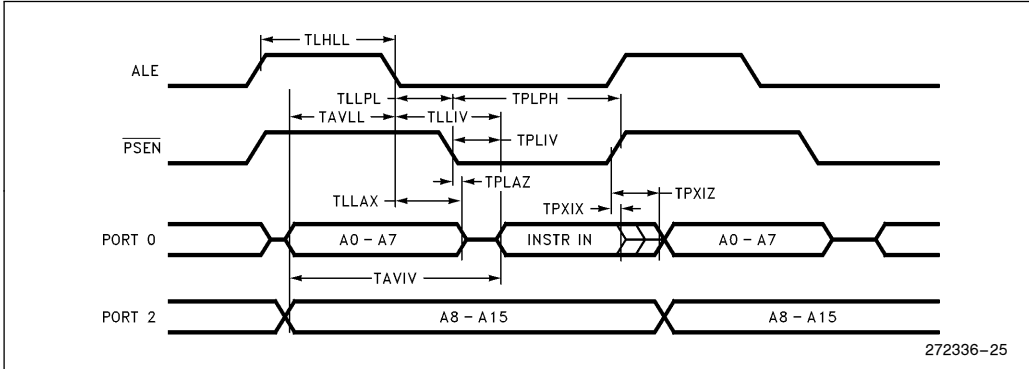 TLHLL
ALE
TLLPL
TPLPH
TAVLL
TLLIV
PSEN
TPLIV
TPLAZ
TLLAX
TPXIZ
TPXIX
PORT 0
A0 – A7
INSTR IN
A0 – A7
TAVIV
PORT 2
A8 – A15
A8 – A15
272336–25